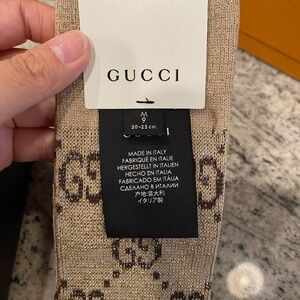 GUCCI
M
9
20-22 cm
MADE IN ITALY
FABRIQUÉ EN ITALIE
HERGESTELLT IN ITALIEN
HECHO EN ITALIA
FABRICADO EM ITÁLIA
СДЕЛАНО В ИТАЛИИ
产地:意大利
イタリア製